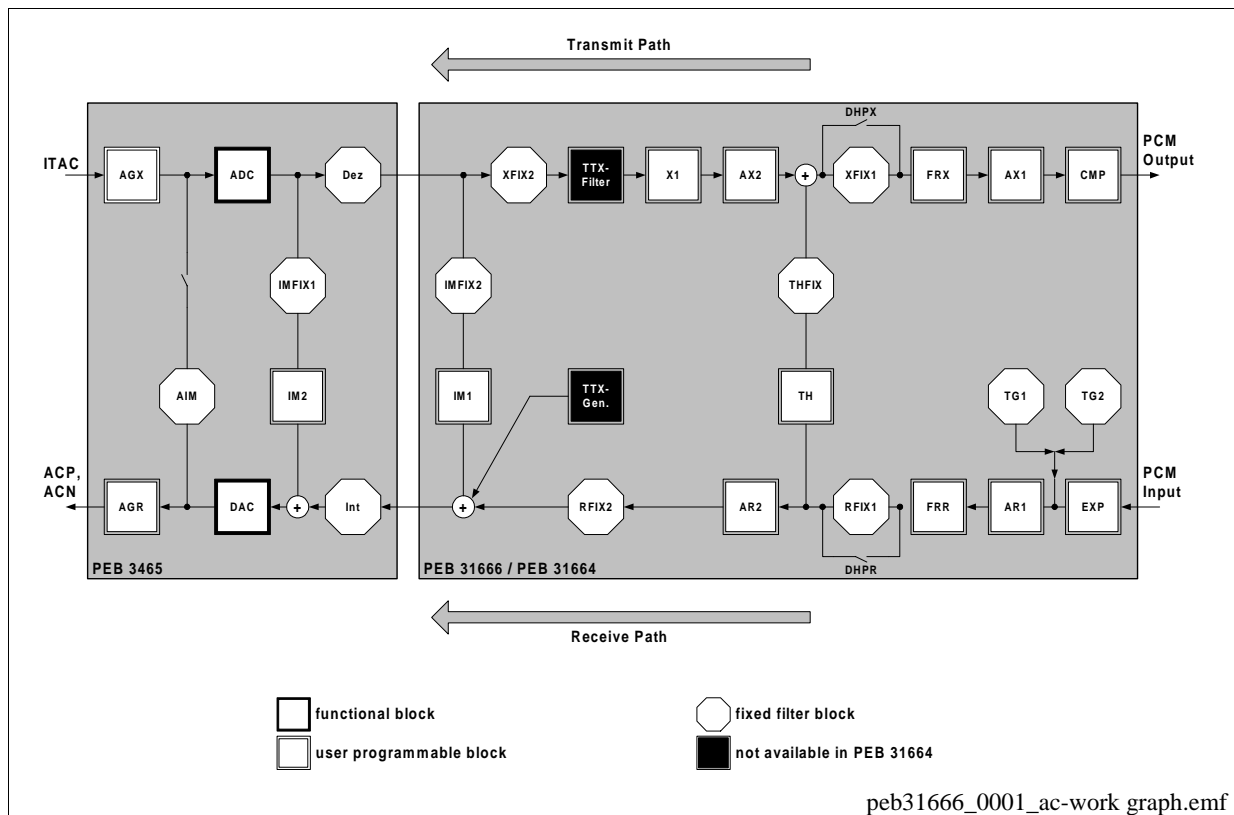 Transmit Path
DHPX
ITAC
AGX
ADC
Dez
XFIX2
TTX-
Filter
X1
AX2
+
XFIX1
FRX
AX1
CMP
PCM
Output
IMFIX1
IMFIX2
THFIX
AIM
IM2
IM1
TTX-
Gen.
TH
TG1
TG2
ACP,
ACN
AGR
DAC
+
Int
+
RFIX2
AR2
RFIX1
FRR
AR1
EXP
PCM
Input
DHPR
PEB 3465
PEB 31666 / PEB 31664
Receive Path
functional block
fixed filter block
user programmable block
not available in PEB 31664
peb31666_0001_ac-work graph.emf